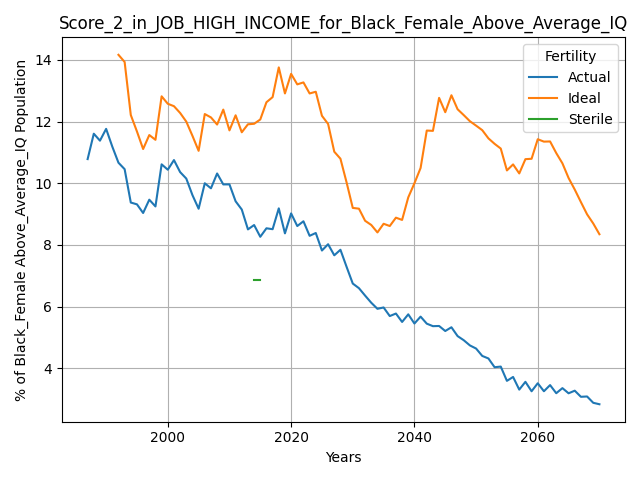 Score_2_in_JOB_HIGH_INCOME_for_Black_Female_Above_Average_IQ
% of Black_Female Above_Average_IQ Population
14
12
10
8
6
4
Fertility
Actual
Ideal
Sterile
2000
2020
2040
2060
Years